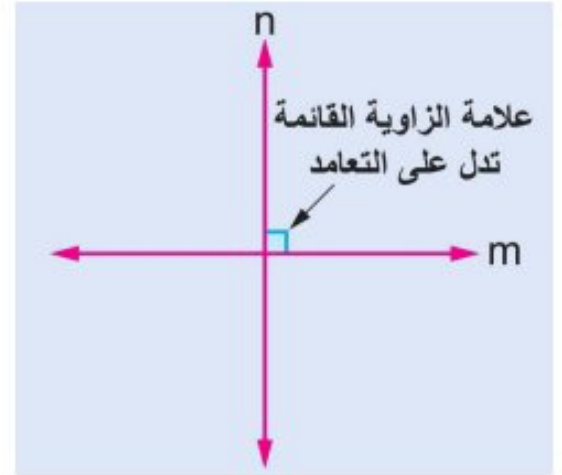 n
علامة الزاوية القائمة
تدل على التعامد
m